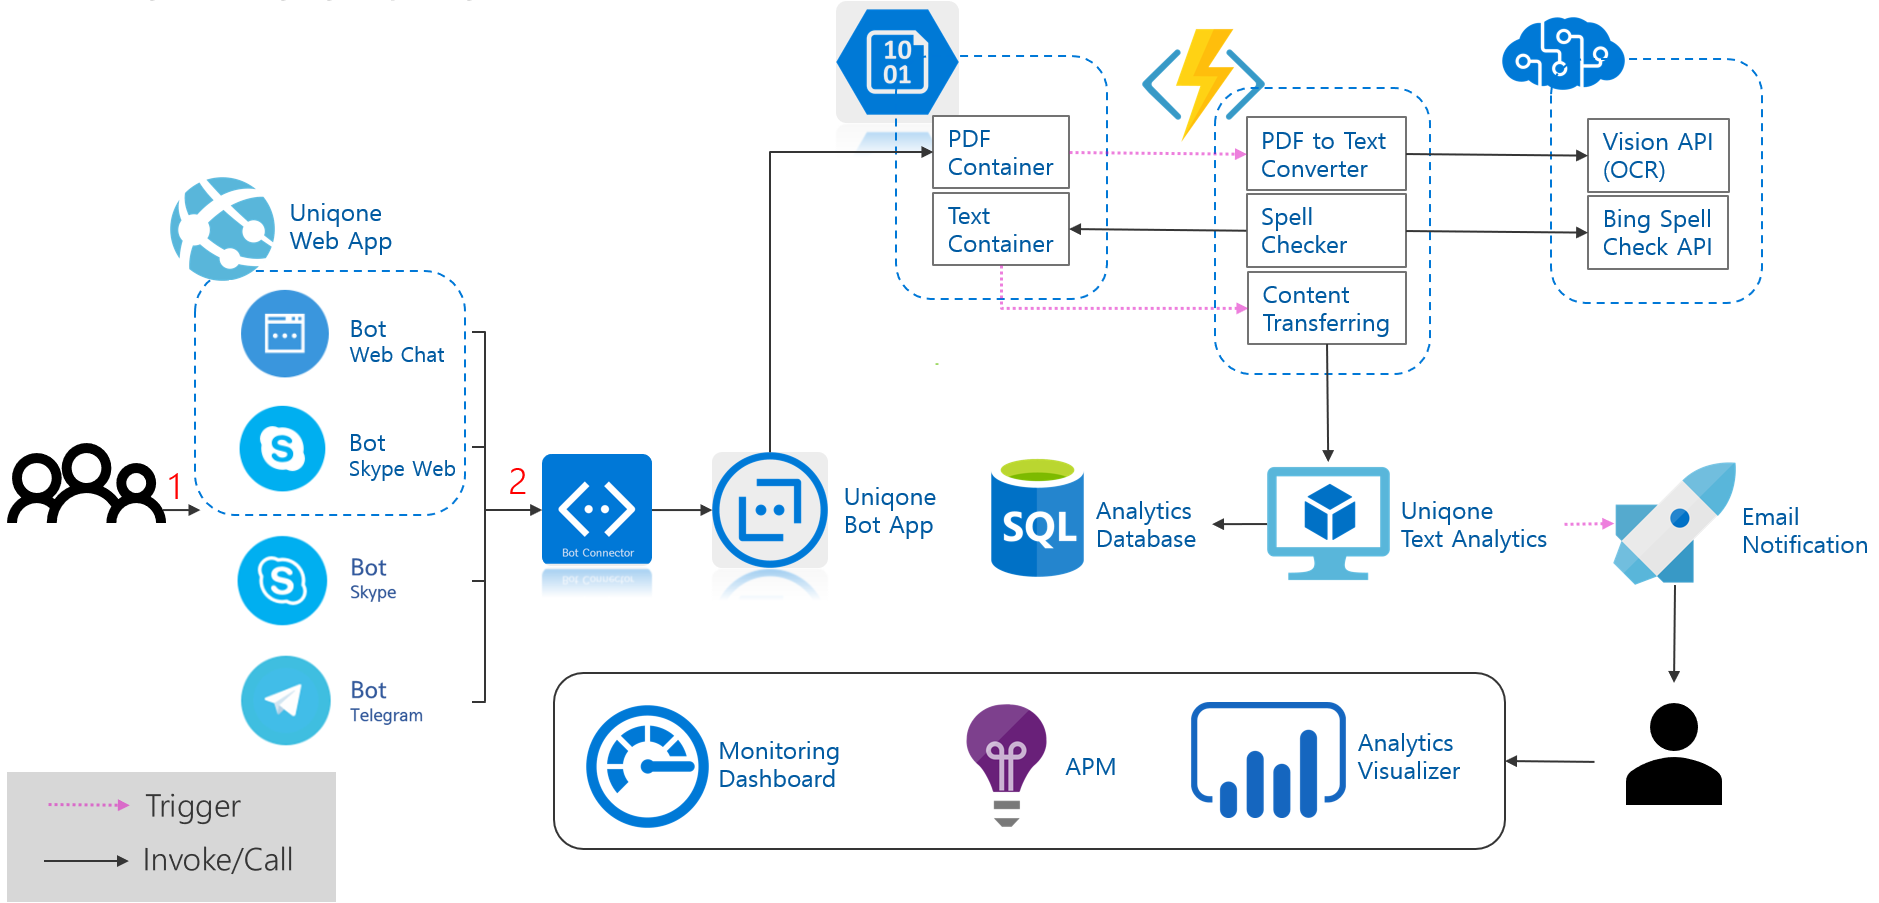 10
01
PDF
Container
Text
Container
PDF to Text
Converter
Spell
Checker
Content
Transferring
Vision API
(OCR)
Bing Spell
Check API
Uniqone
Web App
Bot
Web Chat
Bot
Skype Web
Bot
Skype
Bot
Telegram
1
2
Bot Connector
Uniqone
Bot App
SQL
Analytics
Database
Uniqone
Text Analytics
Email
Notification
Monitoring
Dashboard
APM
Analytics
Visualizer
Trigger
Invoke/Call